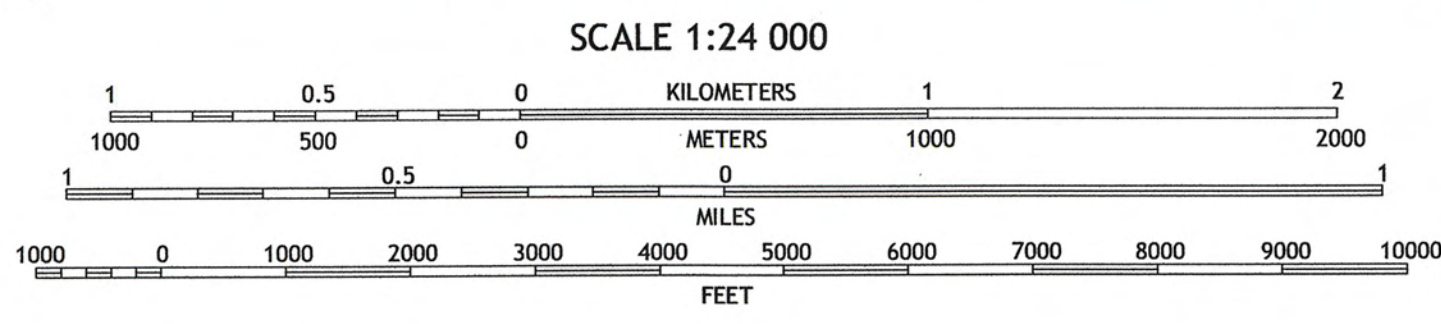 SCALE 1:24 000
1 0.5 0 KILOMETERS 1 2
1000 500 0 METERS 1000 2000
1 0.5 0 1
MILES
1000 0 1000 2000 3000 4000 5000 6000 7000 8000 9000 10000
FEET